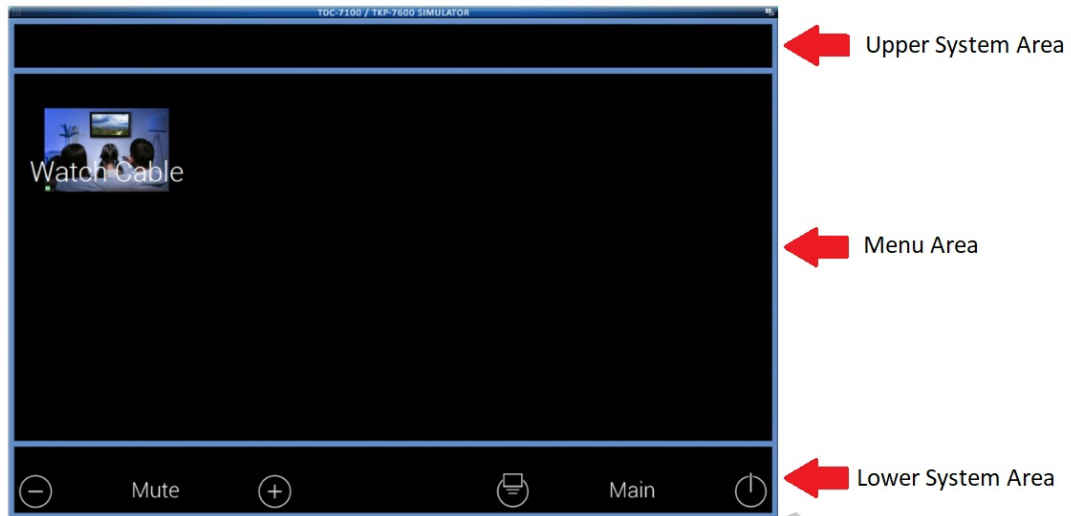 TDC-7100 / TKP-7600 SIMULATOR
Upper System Area
Watch Cable
Menu Area
Mute
Main
Lower System Area